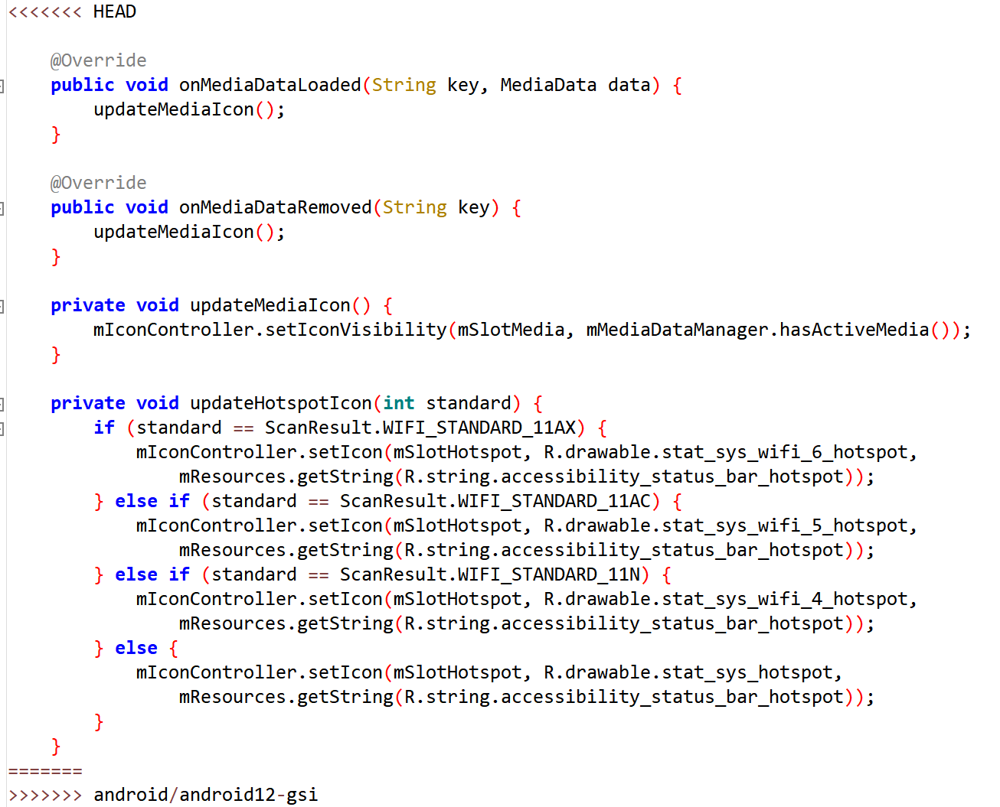 <<<<<<< HEAD
@Override
public void onMediaDataLoaded(String key, MediaData data) {
updateMediaIcon();
}
@Override
public void onMediaDataRemoved(String key) {
updateMediaIcon();
}
private void updateMediaIcon() {
mIconController.setIconVisibility(mSlotMedia, mMediaDataManager.hasActiveMedia());
}
private void updateHotspotIcon(int standard) {
if (standard == ScanResult.WIFI_STANDARD_11AX) {
mIconController.setIcon(mSlotHotspot, R.drawable.stat_sys_wifi_6_hotspot,
mResources.getString(R.string.accessibility_status_bar_hotspot));
} else if (standard == ScanResult.WIFI_STANDARD_11AC) {
mIconController.setIcon(mSlotHotspot, R.drawable.stat_sys_wifi_5_hotspot,
mResources.getString(R.string.accessibility_status_bar_hotspot));
} else if (standard == ScanResult.WIFI_STANDARD_11N) {
mIconController.setIcon(mSlotHotspot, R.drawable.stat_sys_wifi_4_hotspot,
mResources.getString(R.string.accessibility_status_bar_hotspot));
} else {
mIconController.setIcon(mSlotHotspot, R.drawable.stat_sys_hotspot,
mResources.getString(R.string.accessibility_status_bar_hotspot));
}
}
=======
>>>>>>> android/android12-gsi